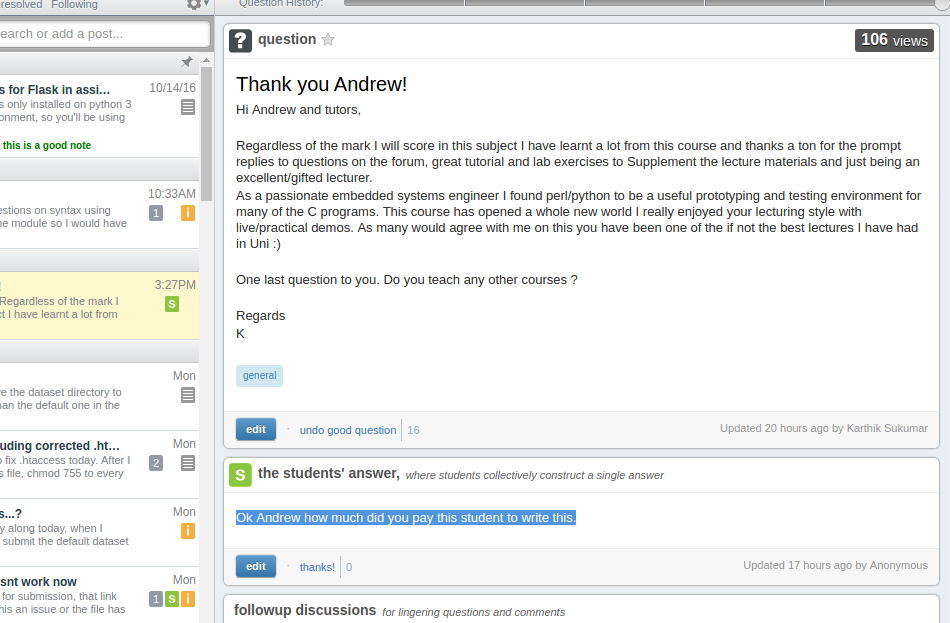 resolved Following
Question History:
earch or add a post...
s for Flask in assi... 10/14/16
s only installed on python 3
onment, so you'll be using
this is a good note
10:33AM
estions on syntax using
e module so I would have
1 i
! 3:27PM
Regardless of the mark I
ct I have learnt a lot from
S
Mon
e the dataset directory to
han the default one in the
uding corrected .ht... Mon
o fix .htaccess today. After I
s file, chmod 755 to every
2
s...? Mon
y along today, when I
submit the default dataset
i
snt work now Mon
for submission, that link
his an issue or the file has
1 S i
? question 106 views
Thank you Andrew!
Hi Andrew and tutors,
Regardless of the mark I will score in this subject I have learnt a lot from this course and thanks a ton for the prompt
replies to questions on the forum, great tutorial and lab exercises to Supplement the lecture materials and just being an
excellent/gifted lecturer.
As a passionate embedded systems engineer I found perl/python to be a useful prototyping and testing environment for
many of the C programs. This course has opened a whole new world I really enjoyed your lecturing style with
live/practical demos. As many would agree with me on this you have been one of the if not the best lectures I have had
in Uni :)
One last question to you. Do you teach any other courses ?
Regards
K
general
edit · undo good question 16 Updated 20 hours ago by Karthik Sukumar
S the students' answer, where students collectively construct a single answer
Ok Andrew how much did you pay this student to write this.
edit · thanks! 0 Updated 17 hours ago by Anonymous
followup discussions for lingering questions and comments